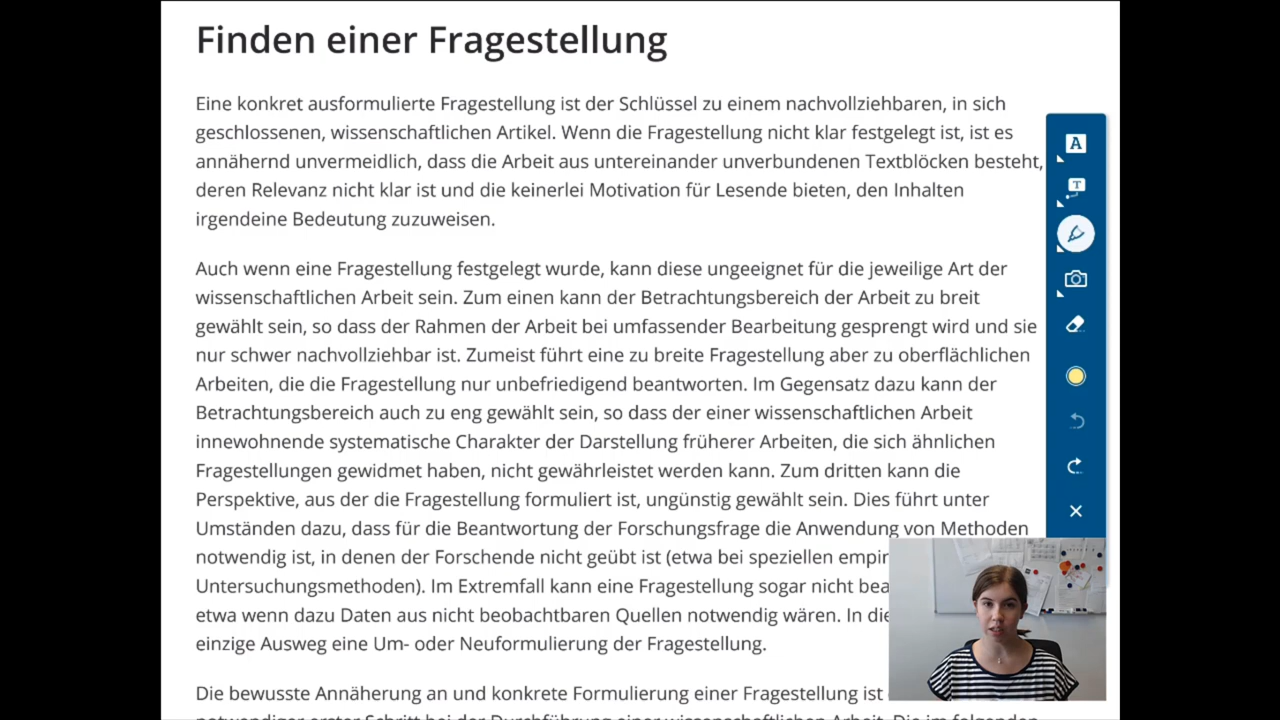 Finden einer Fragestellung
Eine konkret ausformulierte Fragestellung ist der Schlüssel zu einem nachvollziehbaren, in sich
geschlossenen, wissenschaftlichen Artikel. Wenn die Fragestellung nicht klar festgelegt ist, ist es
annähernd unvermeidlich, dass die Arbeit aus untereinander unverbundenen Textblöcken besteht,
deren Relevanz nicht klar ist und die keinerlei Motivation für Lesende bieten, den Inhalten
irgendeine Bedeutung zuzuweisen.
Auch wenn eine Fragestellung festgelegt wurde, kann diese ungeeignet für die jeweilige Art der
wissenschaftlichen Arbeit sein. Zum einen kann der Betrachtungsbereich der Arbeit zu breit
gewählt sein, so dass der Rahmen der Arbeit bei umfassender Bearbeitung gesprengt wird und sie
nur schwer nachvollziehbar ist. Zumeist führt eine zu breite Fragestellung aber zu oberflächlichen
Arbeiten, die die Fragestellung nur unbefriedigend beantworten. Im Gegensatz dazu kann der
Betrachtungsbereich auch zu eng gewählt sein, so dass der einer wissenschaftlichen Arbeit
innewohnende systematische Charakter der Darstellung früherer Arbeiten, die sich ähnlichen
Fragestellungen gewidmet haben, nicht gewährleistet werden kann. Zum dritten kann die
Perspektive, aus der die Fragestellung formuliert ist, ungünstig gewählt sein. Dies führt unter
Umständen dazu, dass für die Beantwortung der Forschungsfrage die Anwendung von Methoden
notwendig ist, in denen der Forschende nicht geübt ist (etwa bei speziellen empir
Untersuchungsmethoden). Im Extremfall kann eine Fragestellung sogar nicht bea
etwa wenn dazu Daten aus nicht beobachtbaren Quellen notwendig wären. In die
einzige Ausweg eine Um- oder Neuformulierung der Fragestellung.
Die bewusste Annäherung an und konkrete Formulierung einer Fragestellung ist
notwendiger erster Schritt bei der Durchführung einer wissenschaftlichen Arbeit. Die im folgenden
A
T